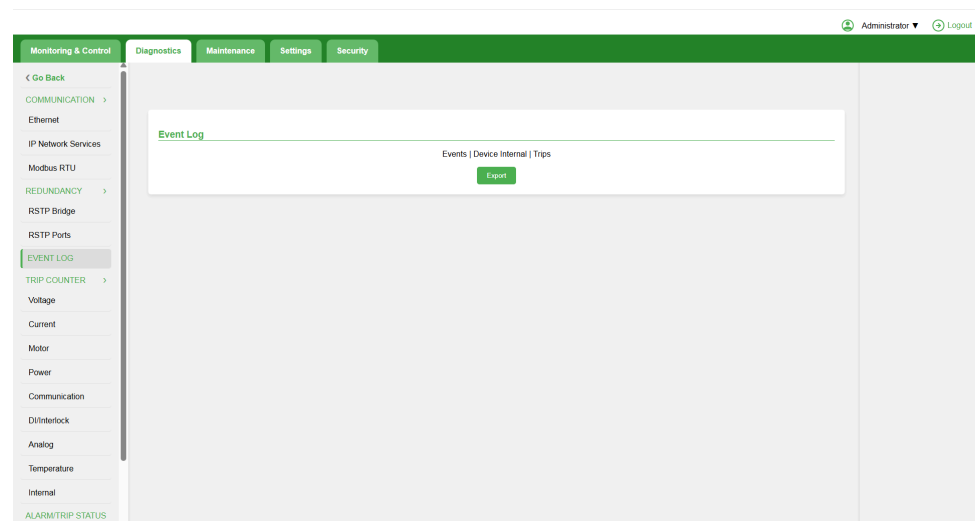 Administrator ▼ Logout
Monitoring & Control Diagnostics Maintenance Settings Security
Go Back
COMMUNICATION
Ethernet
IP Network Services
Modbus RTU
REDUNDANCY
RSTP Bridge
RSTP Ports
EVENT LOG
TRIP COUNTER
Voltage
Current
Motor
Power
Communication
DI/Interlock
Analog
Temperature
Internal
ALARM/TRIP STATUS
Event Log
Events | Device Internal | Trips
Export